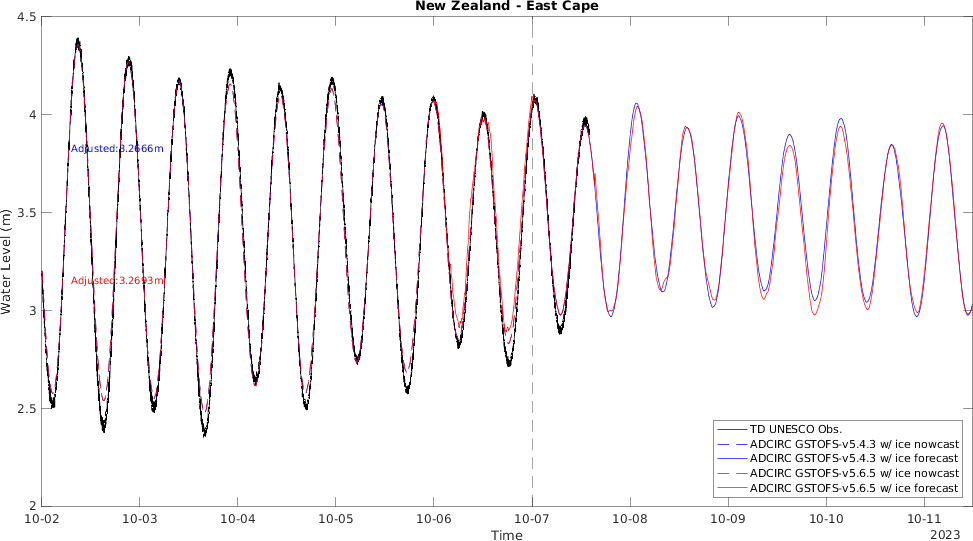 New Zealand - East Cape
4.5
4
3.5
3
2.5
2
Water Level (m)
Adjusted:3.2666m
Adjusted:3.2693m
TD UNESCO Obs.
ADCIRC GSTOFS-v5.4.3 w/ ice nowcast
ADCIRC GSTOFS-v5.4.3 w/ ice forecast
ADCIRC GSTOFS-v5.6.5 w/ ice nowcast
ADCIRC GSTOFS-v5.6.5 w/ ice forecast
10-02 10-03 10-04 10-05 10-06 10-07 10-08 10-09 10-10 10-11
Time
2023